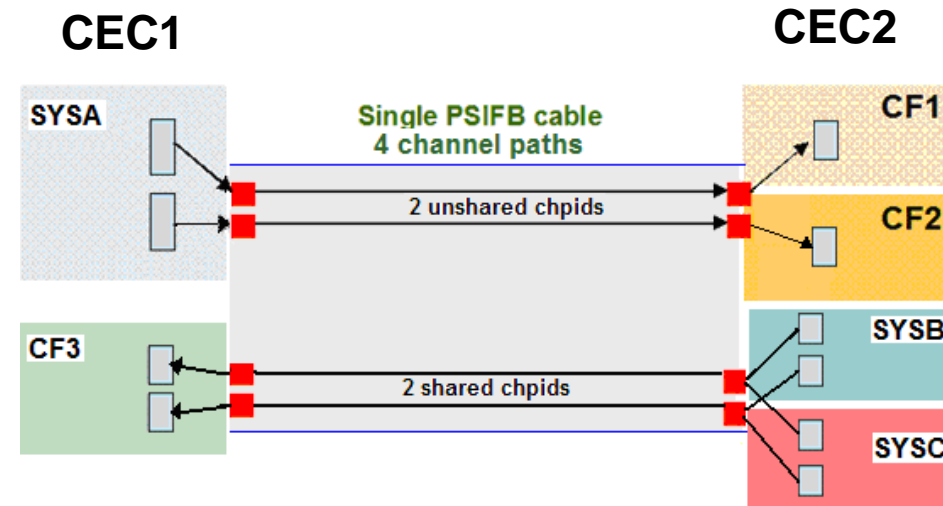 CEC1
CEC2
SYSA
Single PSIFB cable
4 channel paths
CF1
2 unshared chpids
CF2
SYSB
CF3
2 shared chpids
SYSC